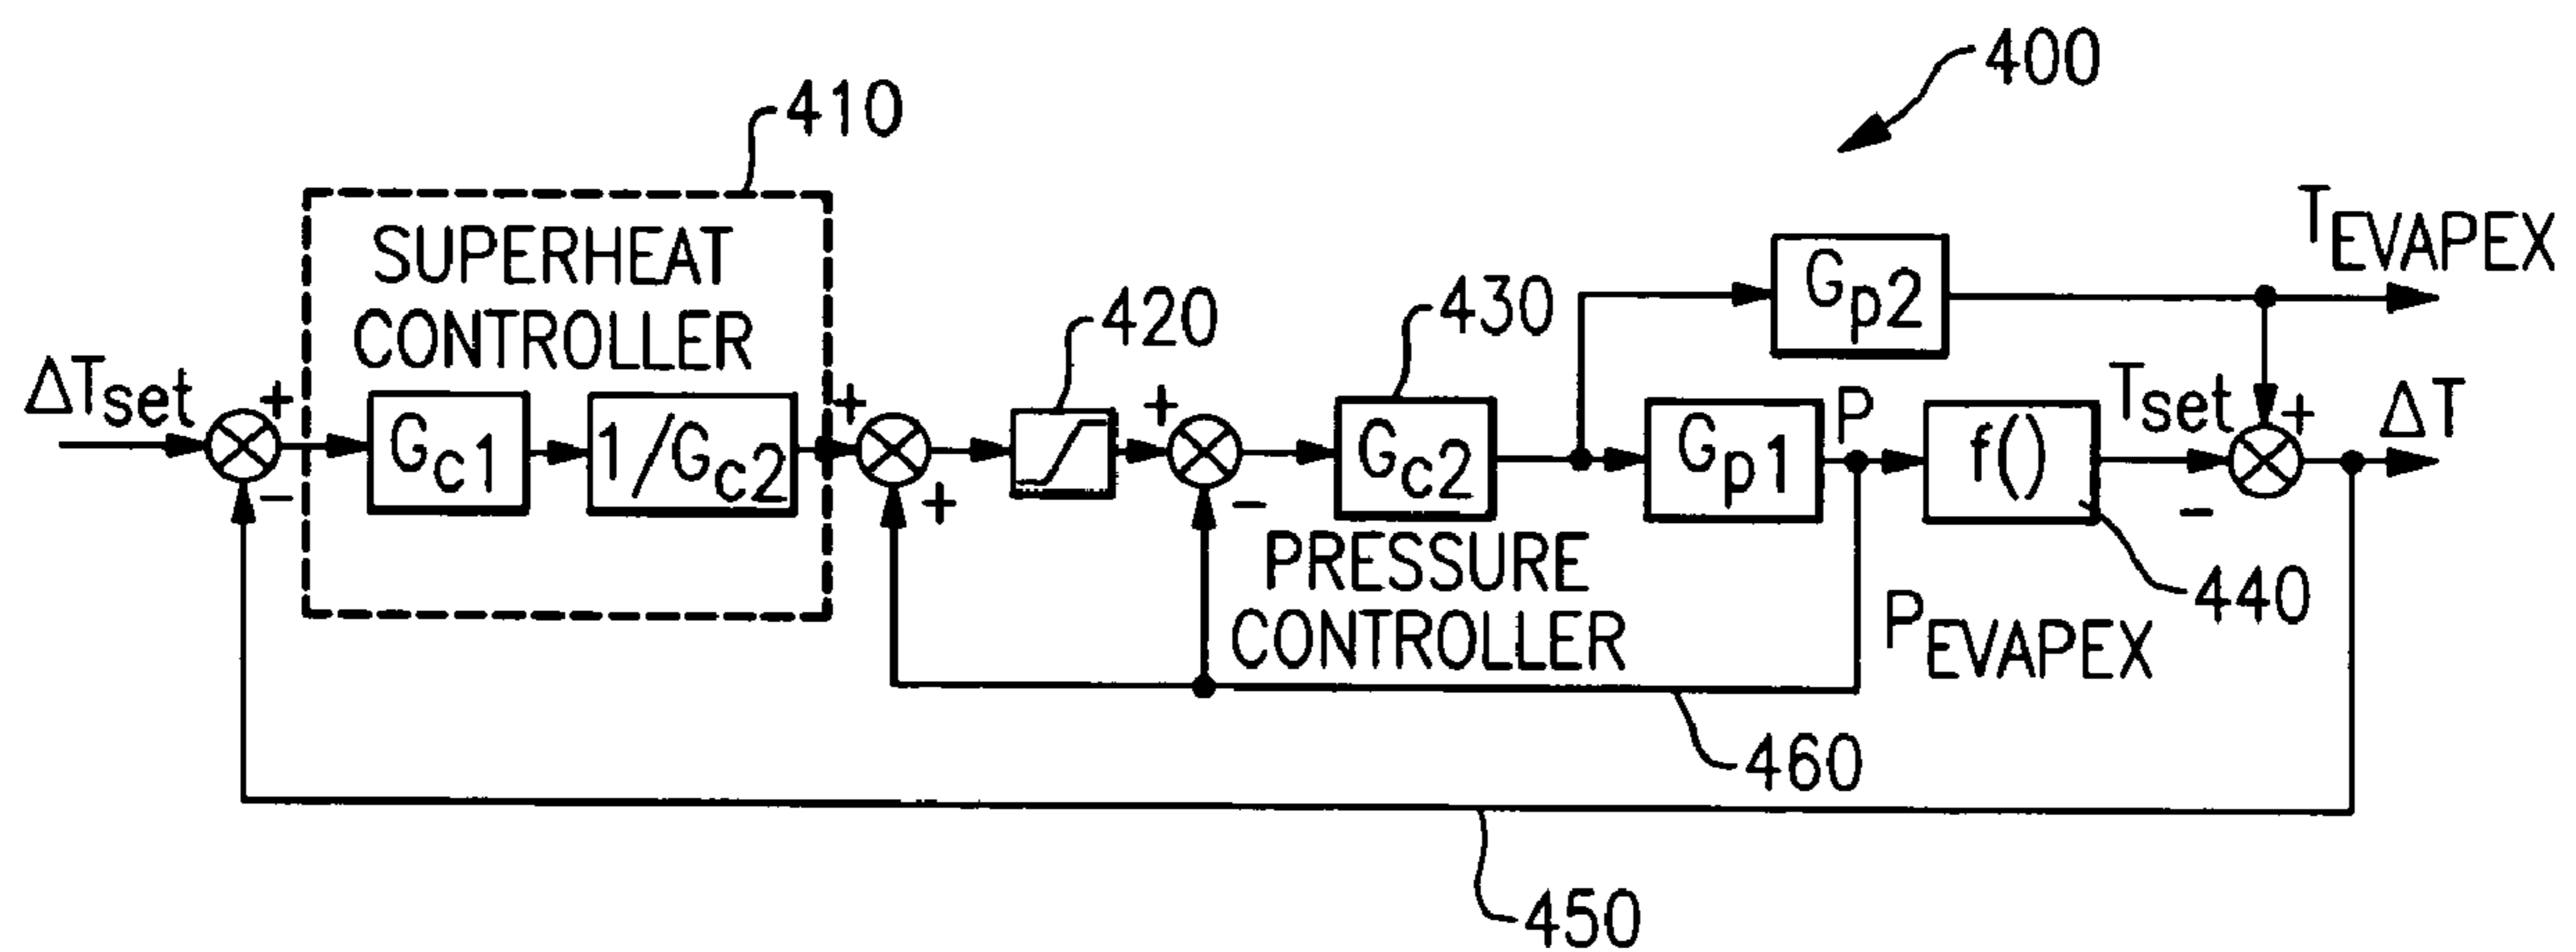 400
410
SUPERHEAT
CONTROLLER
ΔTset
+
−
Gc1
1/Gc2
+
+
420
+
−
430
Gc2
PRESSURE
CONTROLLER
Gp2
TEVAPEX
Gp1
P
f()
Tset
+
−
ΔT
440
PEVAPEX
460
450